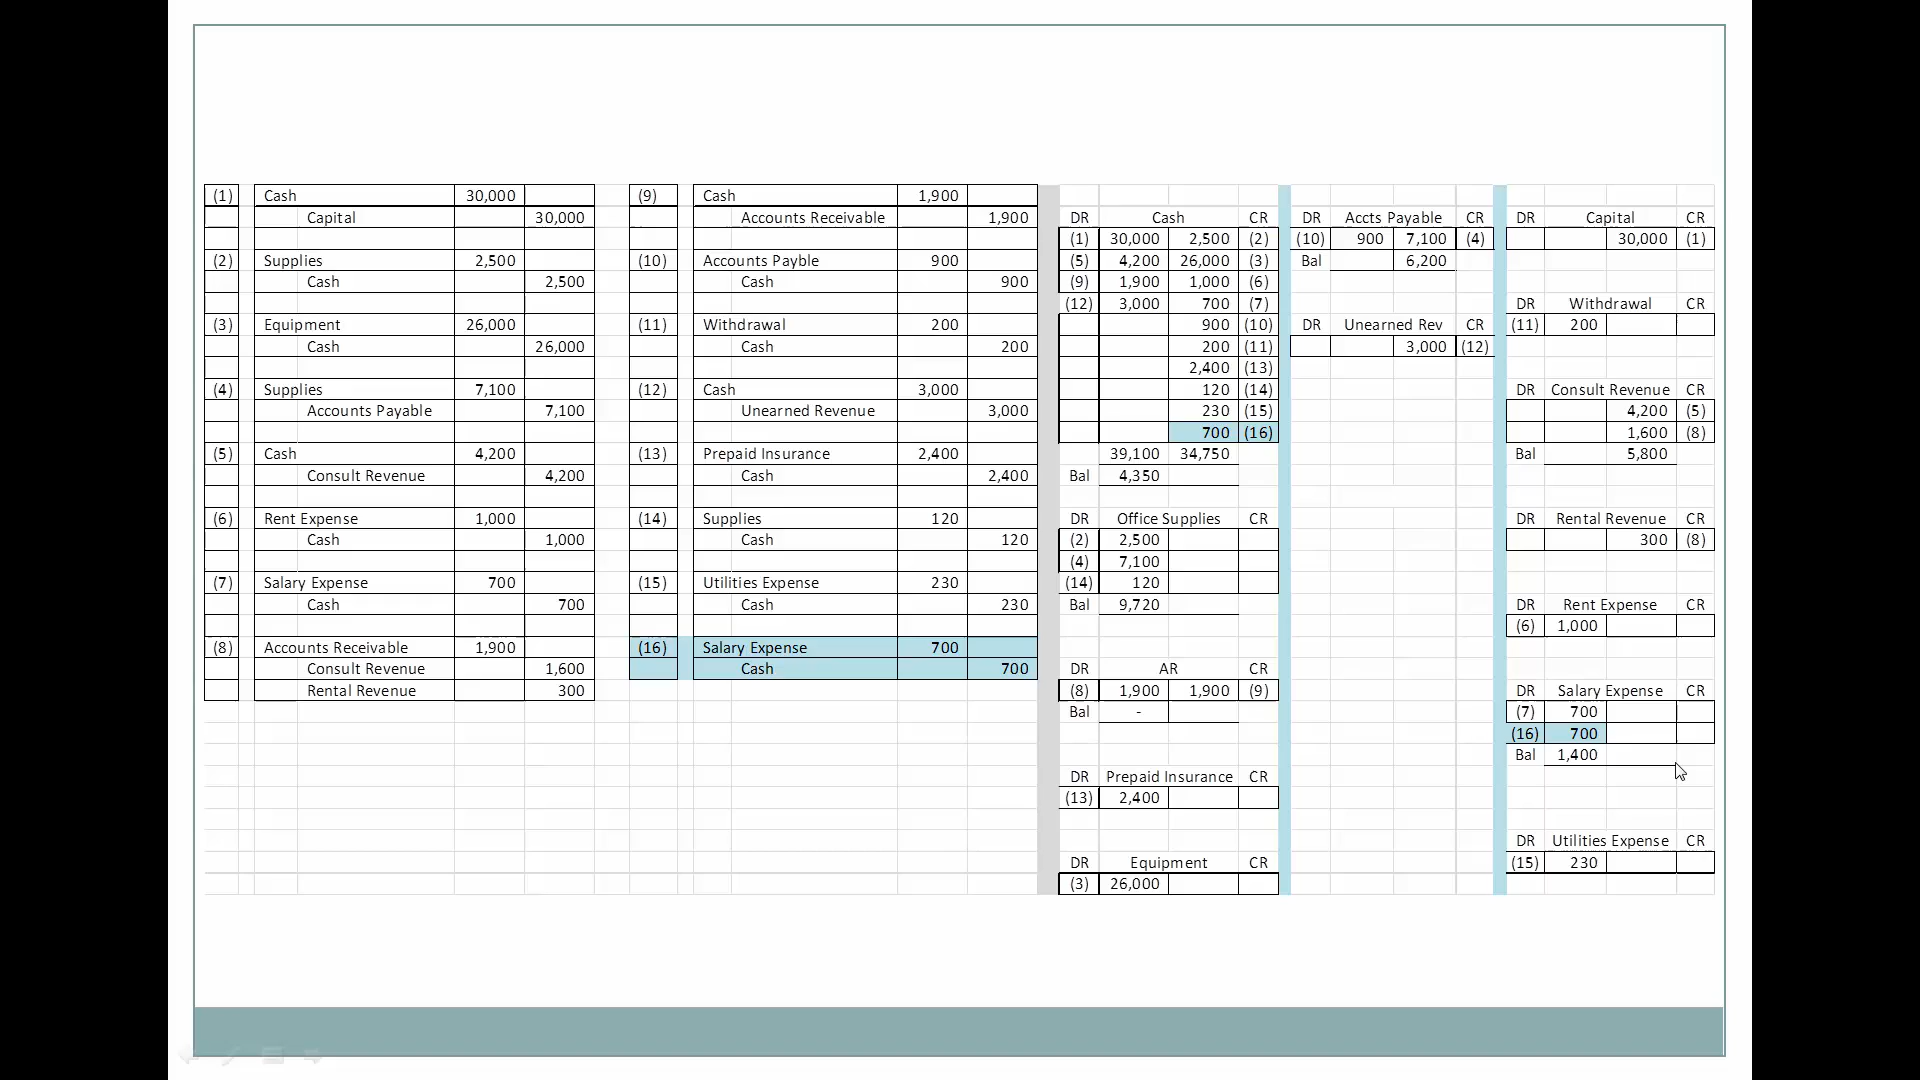 (1) Cash 30,000
Capital 30,000
(2) Supplies 2,500
Cash 2,500
(3) Equipment 26,000
Cash 26,000
(4) Supplies 7,100
Accounts Payable 7,100
(5) Cash 4,200
Consult Revenue 4,200
(6) Rent Expense 1,000
Cash 1,000
(7) Salary Expense 700
Cash 700
(8) Accounts Receivable 1,900
Consult Revenue 1,600
Rental Revenue 300
(9) Cash 1,900
Accounts Receivable 1,900
(10) Accounts Payble 900
Cash 900
(11) Withdrawal 200
Cash 200
(12) Cash 3,000
Unearned Revenue 3,000
(13) Prepaid Insurance 2,400
Cash 2,400
(14) Supplies 120
Cash 120
(15) Utilities Expense 230
Cash 230
(16) Salary Expense 700
Cash 700
DR Cash CR
(1) 30,000 2,500 (2)
(5) 4,200 26,000 (3)
(9) 1,900 1,000 (6)
(12) 3,000 700 (7)
900 (10)
200 (11)
2,400 (13)
120 (14)
230 (15)
700 (16)
39,100 34,750
Bal 4,350
DR Office Supplies CR
(2) 2,500
(4) 7,100
(14) 120
Bal 9,720
DR AR CR
(8) 1,900 1,900 (9)
Bal -
DR Prepaid Insurance CR
(13) 2,400
DR Equipment CR
(3) 26,000
DR Accts Payable CR
(10) 900 7,100 (4)
Bal 6,200
DR Unearned Rev CR
3,000 (12)
DR Capital CR
30,000 (1)
DR Withdrawal CR
(11) 200
DR Consult Revenue CR
4,200 (5)
1,600 (8)
Bal 5,800
DR Rental Revenue CR
300 (8)
DR Rent Expense CR
(6) 1,000
DR Salary Expense CR
(7) 700
(16) 700
Bal 1,400
DR Utilities Expense CR
(15) 230